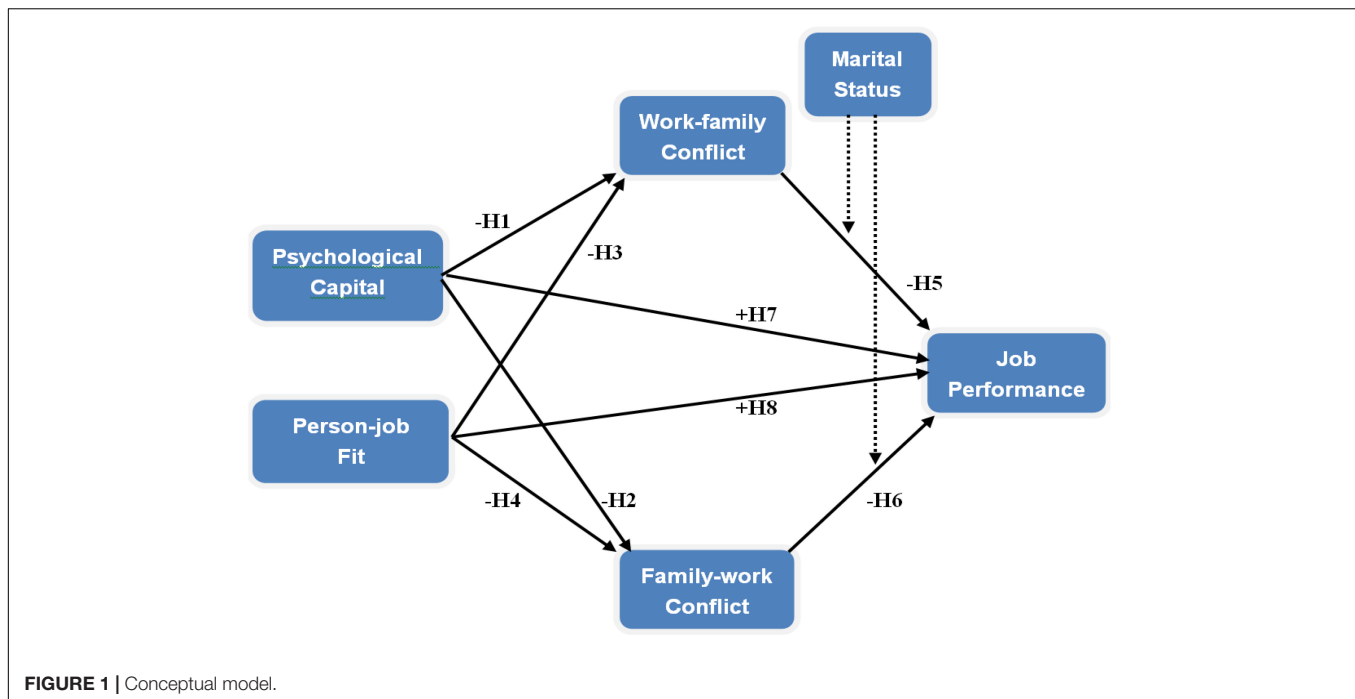 Marital
Status
Work-family
Conflict
-H1
-H3
Psychological
Capital
-H5
+H7
Job
Performance
Person-job
Fit
+H8
-H4
-H2
-H6
Family-work
Conflict
FIGURE 1 | Conceptual model.